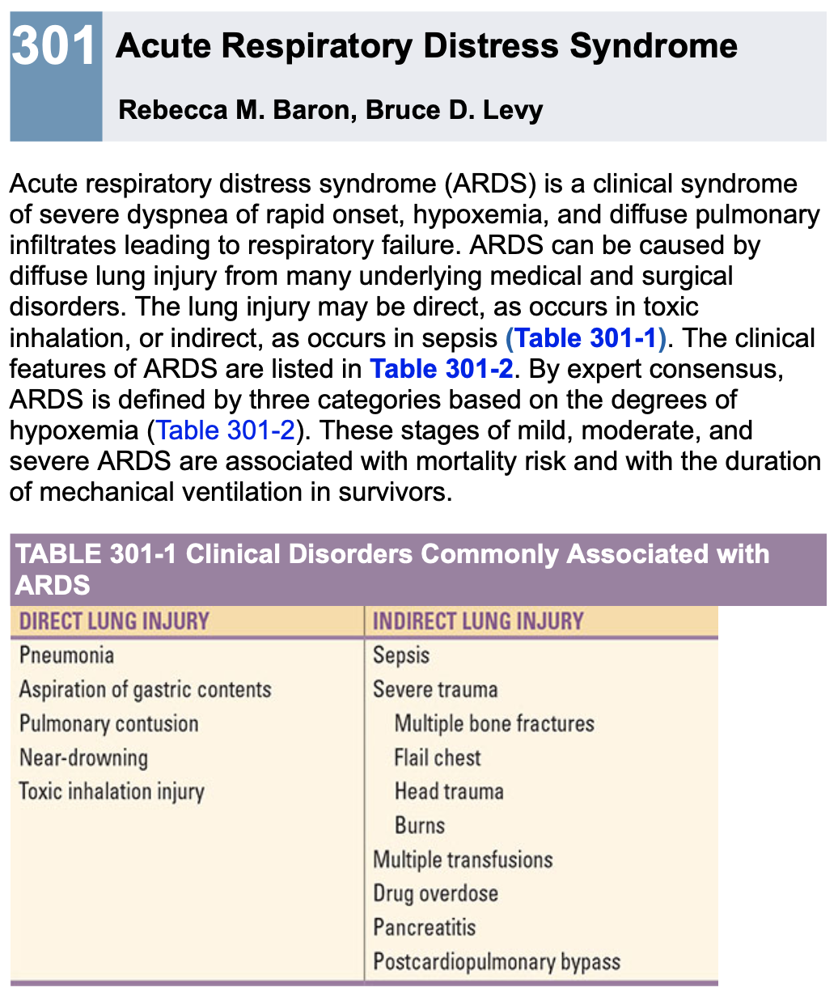 301 Acute Respiratory Distress Syndrome
Rebecca M. Baron, Bruce D. Levy
Acute respiratory distress syndrome (ARDS) is a clinical syndrome
of severe dyspnea of rapid onset, hypoxemia, and diffuse pulmonary
infiltrates leading to respiratory failure. ARDS can be caused by
diffuse lung injury from many underlying medical and surgical
disorders. The lung injury may be direct, as occurs in toxic
inhalation, or indirect, as occurs in sepsis (Table 301-1). The clinical
features of ARDS are listed in Table 301-2. By expert consensus,
ARDS is defined by three categories based on the degrees of
hypoxemia (Table 301-2). These stages of mild, moderate, and
severe ARDS are associated with mortality risk and with the duration
of mechanical ventilation in survivors.
TABLE 301-1 Clinical Disorders Commonly Associated with
ARDS
DIRECT LUNG INJURY INDIRECT LUNG INJURY
Pneumonia Sepsis
Aspiration of gastric contents Severe trauma
Pulmonary contusion Multiple bone fractures
Near-drowning Flail chest
Toxic inhalation injury Head trauma
Burns
Multiple transfusions
Drug overdose
Pancreatitis
Postcardiopulmonary bypass